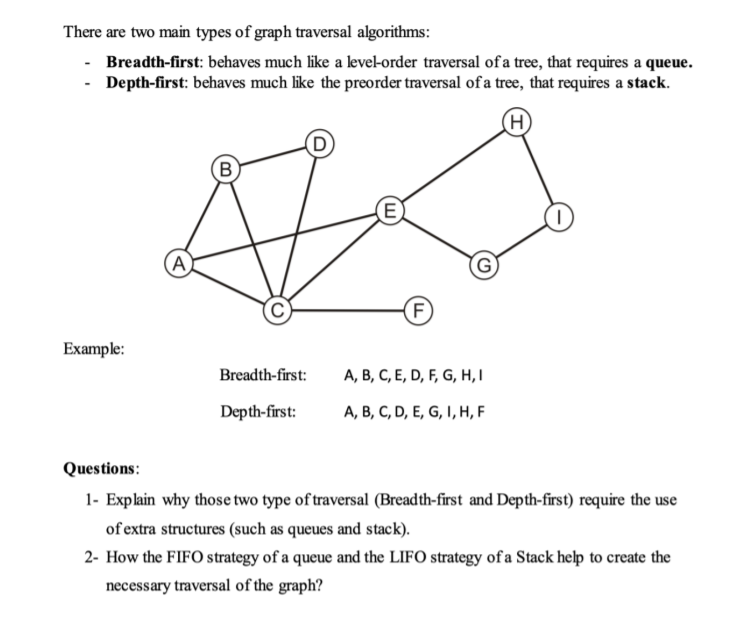 There are two main types of graph traversal algorithms:
- Breadth-first: behaves much like a level-order traversal of a tree, that requires a queue.
- Depth-first: behaves much like the preorder traversal of a tree, that requires a stack.
H
D
B
E
I
A
G
C
F
Example:
Breadth-first: A, B, C, E, D, F, G, H, I
Depth-first: A, B, C, D, E, G, I, H, F
Questions:
1- Explain why those two type of traversal (Breadth-first and Depth-first) require the use
of extra structures (such as queues and stack).
2- How the FIFO strategy of a queue and the LIFO strategy of a Stack help to create the
necessary traversal of the graph?